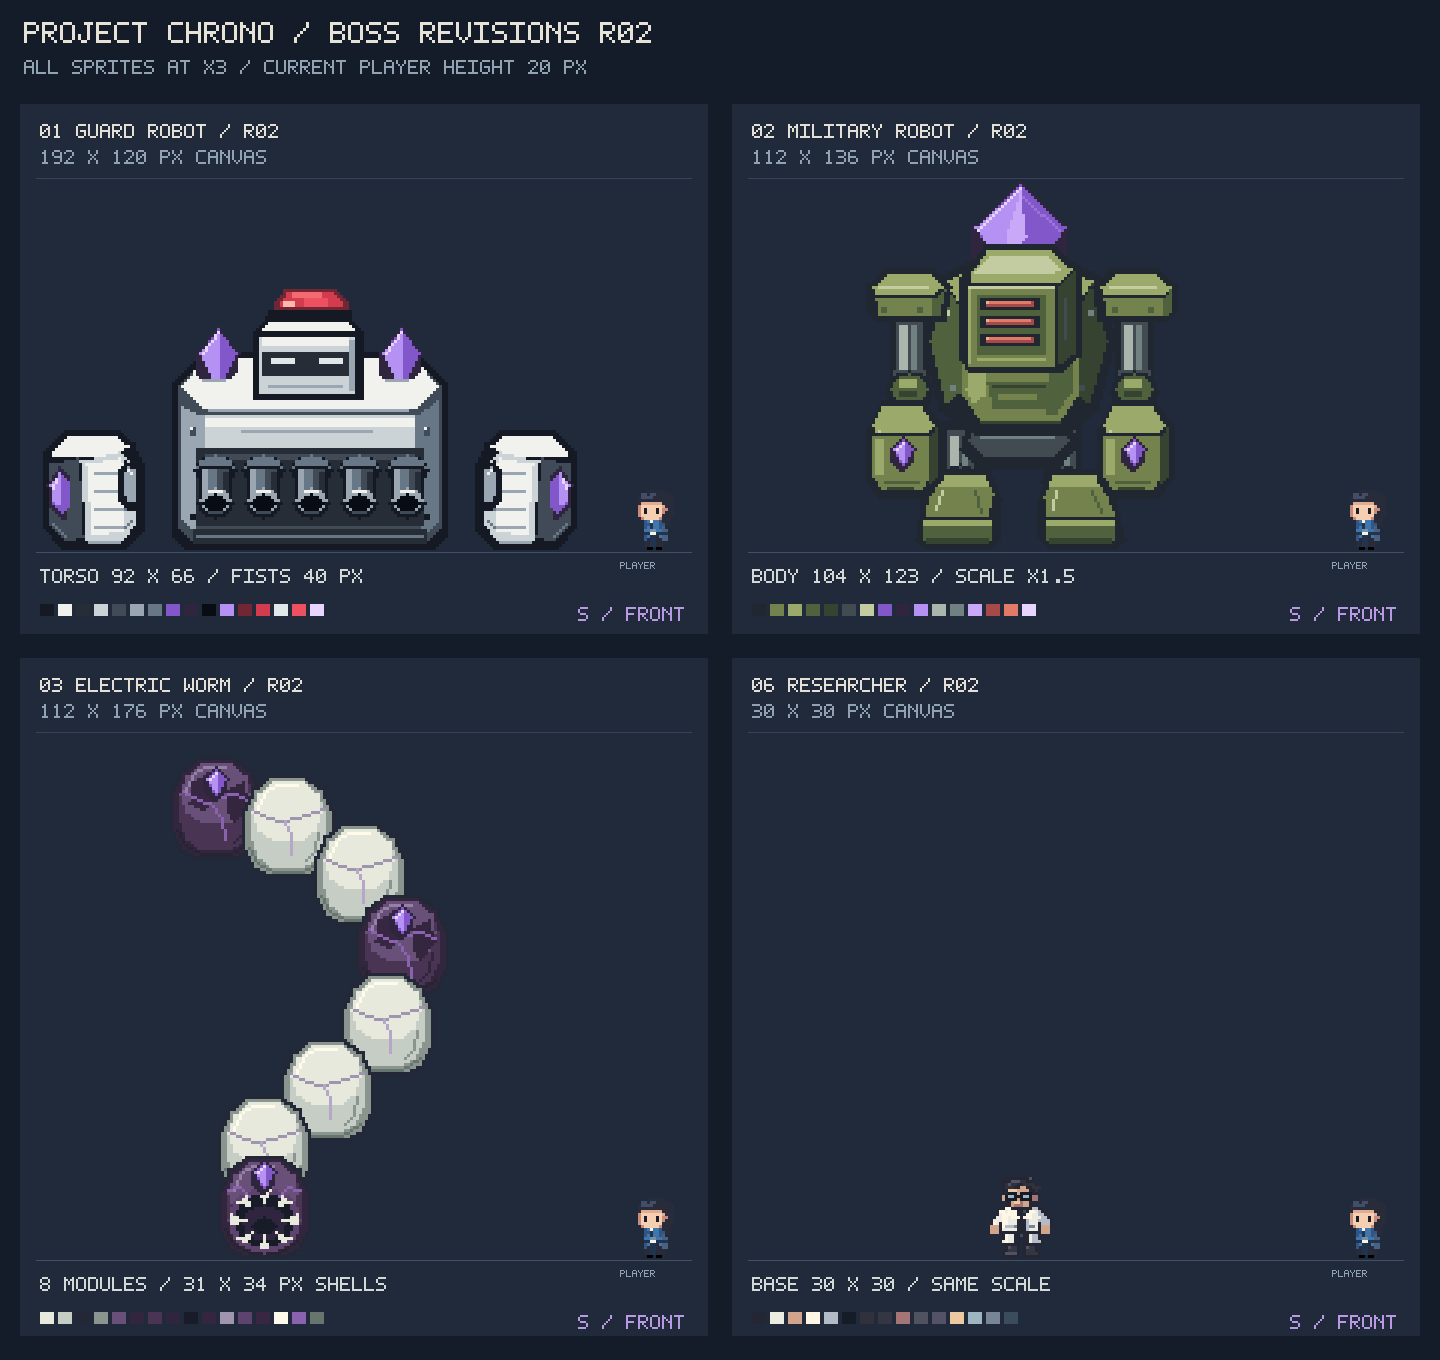 PROJECT CHRONO / BOSS REVISIONS R02
ALL SPRITES AT X3 / CURRENT PLAYER HEIGHT 20 PX
01 GUARD ROBOT / R02
192 X 120 PX CANVAS
PLAYER
TORSO 92 X 66 / FISTS 40 PX
S / FRONT
02 MILITARY ROBOT / R02
112 X 136 PX CANVAS
PLAYER
BODY 104 X 123 / SCALE X1.5
S / FRONT
03 ELECTRIC WORM / R02
112 X 176 PX CANVAS
PLAYER
8 MODULES / 31 X 34 PX SHELLS
S / FRONT
06 RESEARCHER / R02
30 X 30 PX CANVAS
PLAYER
BASE 30 X 30 / SAME SCALE
S / FRONT